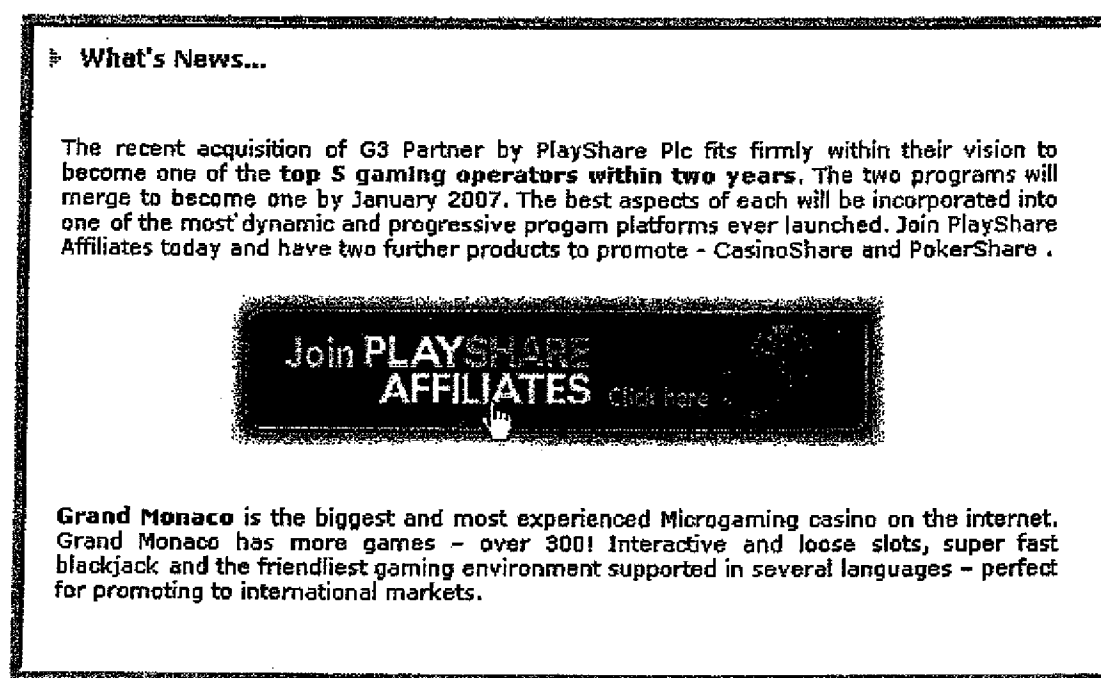 What's News...
The recent acquisition of G3 Partner by PlayShare Plc fits firmly within their vision to
become one of the top 5 gaming operators within two years. The two programs will
merge to become one by January 2007. The best aspects of each will be incorporated into
one of the most dynamic and progressive progam platforms ever launched. Join PlayShare
Affiliates today and have two further products to promote - CasinoShare and PokerShare .
Join PLAYSHARE
AFFILIATES Click here
Grand Monaco is the biggest and most experienced Microgaming casino on the internet.
Grand Monaco has more games – over 300! Interactive and loose slots, super fast
blackjack and the friendliest gaming environment supported in several languages – perfect
for promoting to international markets.